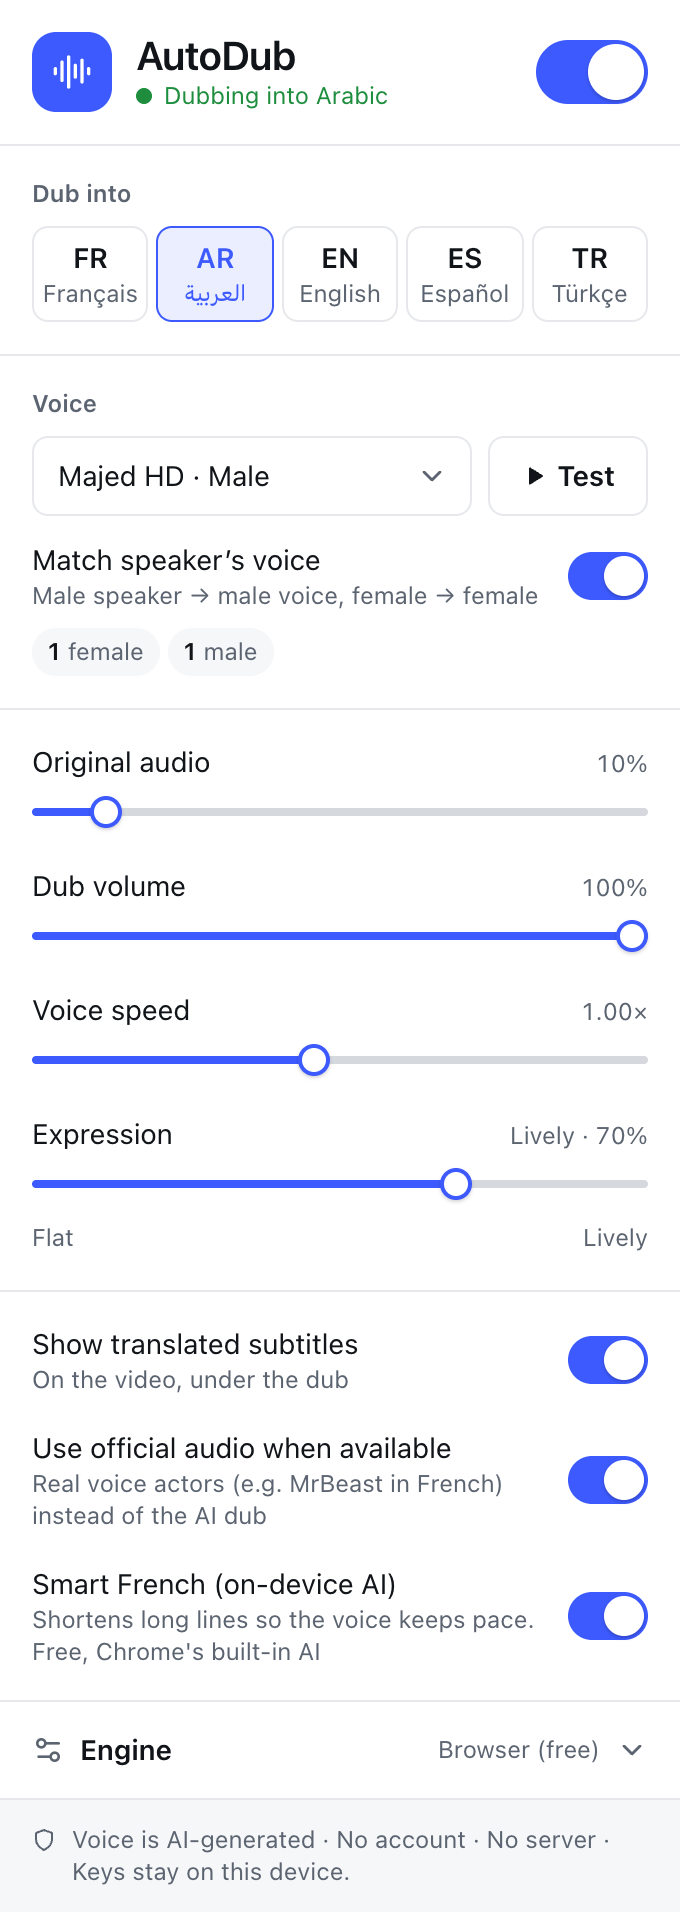 AutoDub
Dubbing into Arabic
Dub into
FR
Français
AR
العربية
EN
English
ES
Español
TR
Türkçe
Voice
Majed HD · Male
Test
Match speaker’s voice
Male speaker → male voice, female → female
1 female
1 male
Original audio
10%
Dub volume
100%
Voice speed
1.00×
Expression
Lively · 70%
Flat
Lively
Show translated subtitles
On the video, under the dub
Use official audio when available
Real voice actors (e.g. MrBeast in French)
instead of the AI dub
Smart French (on-device AI)
Shortens long lines so the voice keeps pace.
Free, Chrome's built-in AI
Engine
Browser (free)
Voice is AI-generated · No account · No server ·
Keys stay on this device.